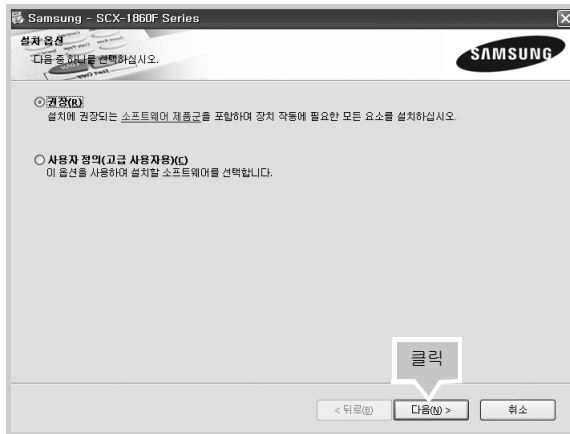 Samsung - SCX-1860F Series
설치 옵션
다음 중 하나를 선택하십시오.
SAMSUNG
권장(R)
설치에 권장되는 소프트웨어 제품군을 포함하여 장치 작동에 필요한 모든 요소를 설치하십시오.
사용자 정의(고급 사용자용)(C)
이 옵션을 사용하여 설치할 소프트웨어를 선택합니다.
클릭
< 뒤로(B)
다음(N) >
취소